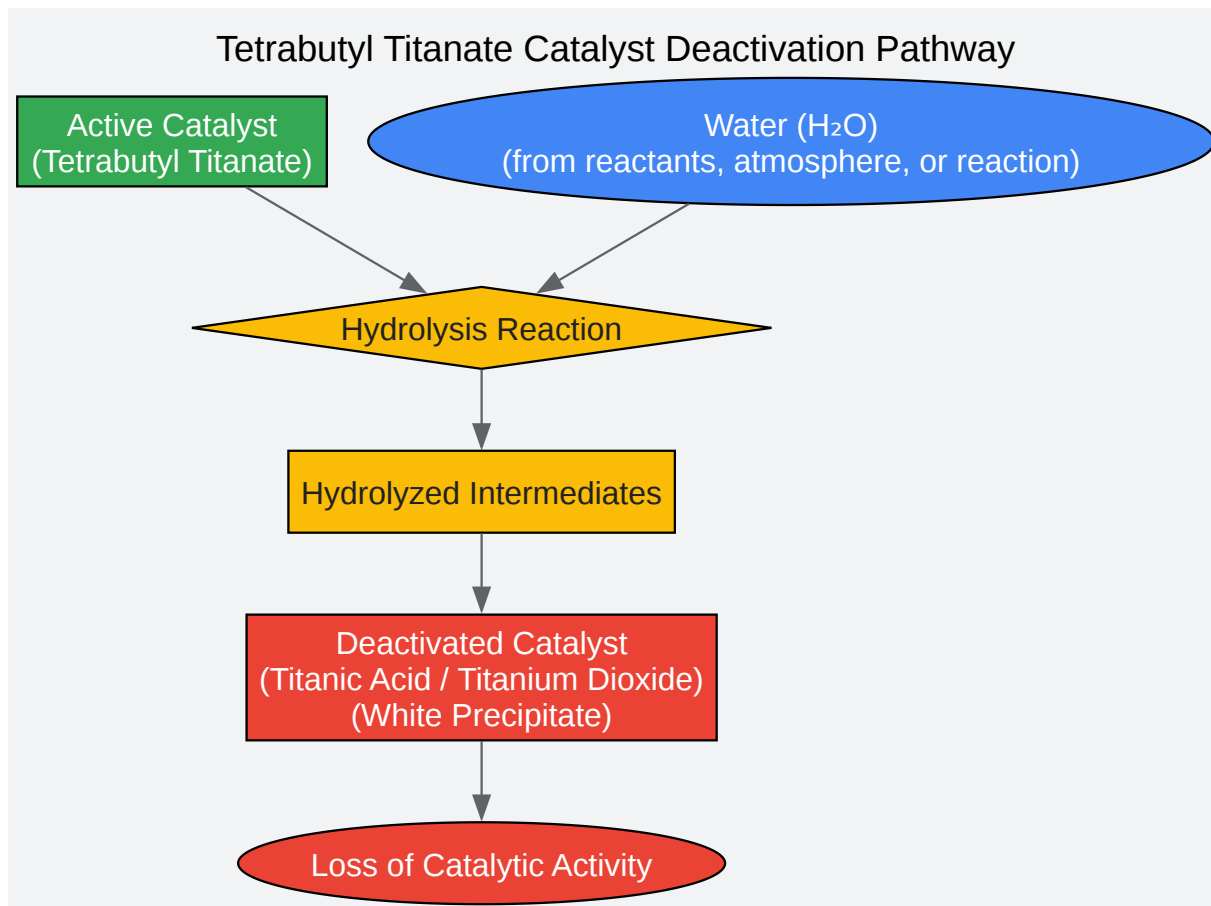 Tetrabutyl Titanate Catalyst Deactivation Pathway
Active Catalyst
(Tetrabutyl Titanate)
Water (H₂O)
(from reactants, atmosphere, or reaction)
Hydrolysis Reaction
Hydrolyzed Intermediates
Deactivated Catalyst
(Titanic Acid / Titanium Dioxide)
(White Precipitate)
Loss of Catalytic Activity